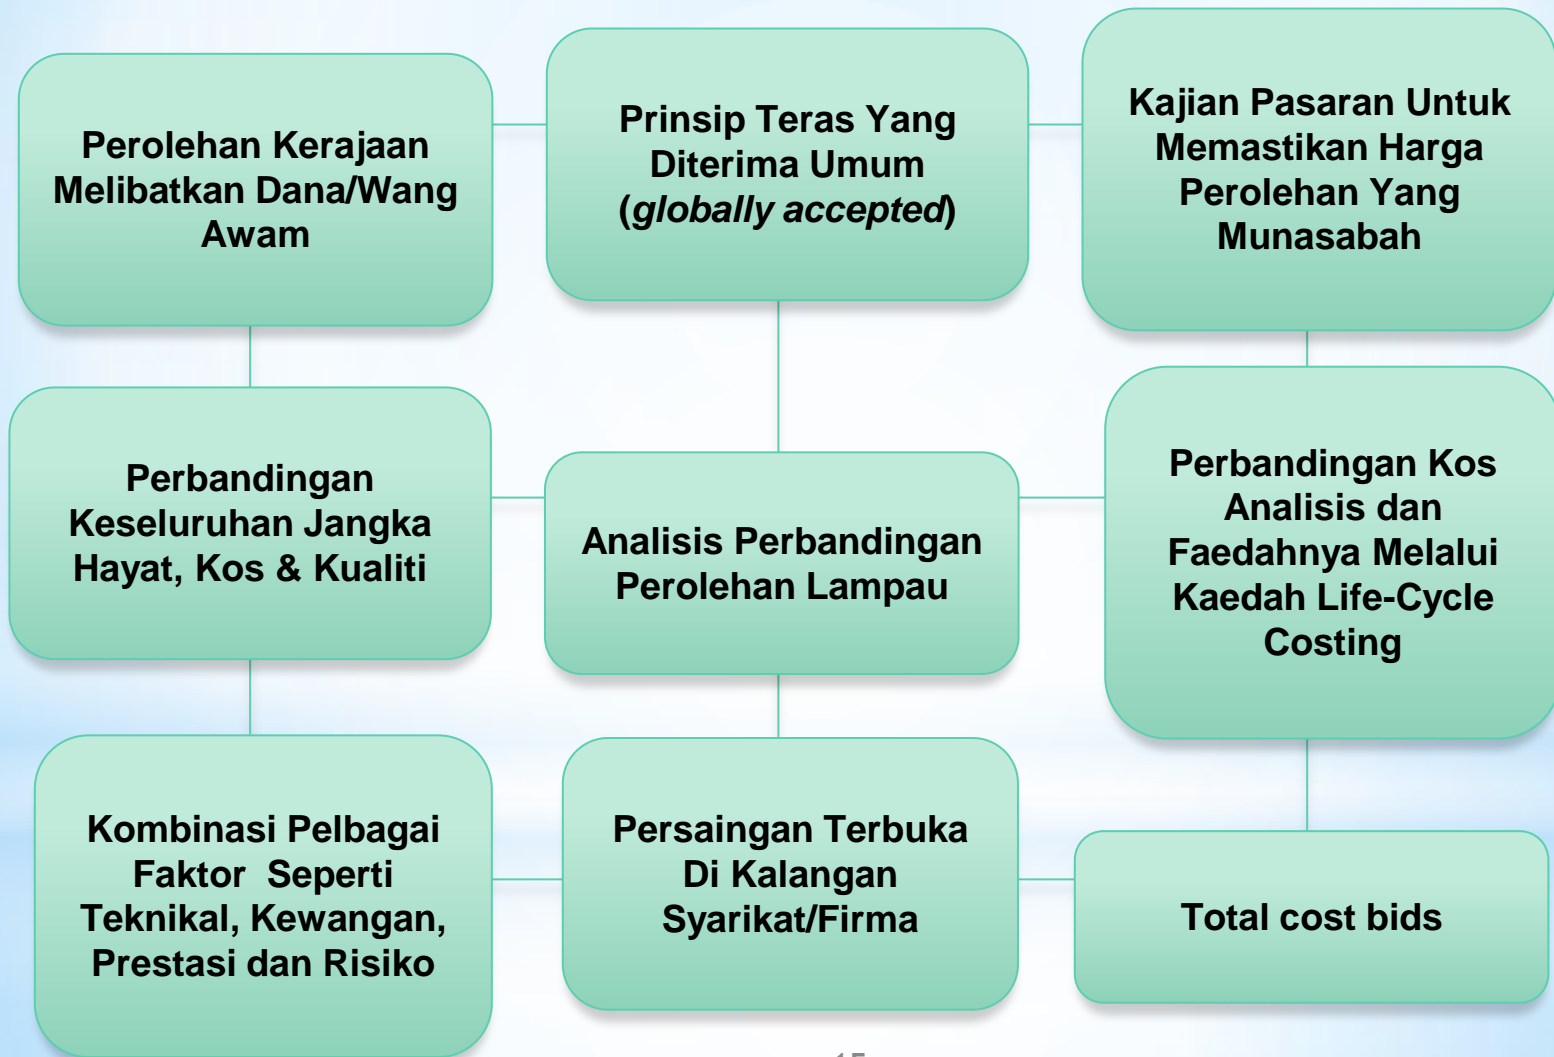 Perolehan Kerajaan
Melibatkan Dana/Wang
Awam
Prinsip Teras Yang
Diterima Umum
(globally accepted)
Kajian Pasaran Untuk
Memastikan Harga
Perolehan Yang
Munasabah
Perbandingan
Keseluruhan Jangka
Hayat, Kos & Kualiti
Analisis Perbandingan
Perolehan Lampau
Perbandingan Kos
Analisis dan
Faedahnya Melalui
Kaedah Life-Cycle
Costing
Kombinasi Pelbagai
Faktor Seperti
Teknikal, Kewangan,
Prestasi dan Risiko
Persaingan Terbuka
Di Kalangan
Syarikat/Firma
Total cost bids